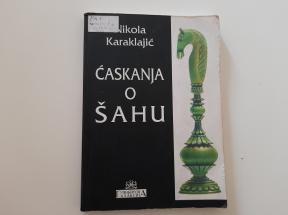 Nikola
Karaklajić
ĆASKANJA
O
ŠAHU